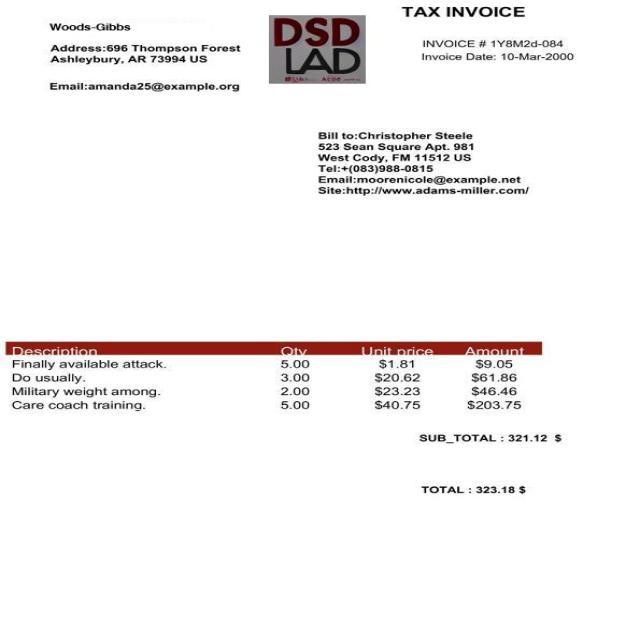 TAX INVOICE
Woods-Gibbs
Address:696 Thompson Forest
Ashleybury, AR 73994 US
Email:amanda25@example.org
DSD
LAD
INVOICE # 1Y8M2d-084
Invoice Date: 10-Mar-2000
Bill to:Christopher Steele
523 Sean Square Apt. 981
West Cody, FM 11512 US
Tel:+(083)988-0815
Email:moorenicole@example.net
Site:http://www.adams-miller.com/
Description Qty Unit price Amount
Finally available attack. 5.00 $1.81 $9.05
Do usually. 3.00 $20.62 $61.86
Military weight among. 2.00 $23.23 $46.46
Care coach training. 5.00 $40.75 $203.75
SUB_TOTAL : 321.12 $
TOTAL : 323.18 $